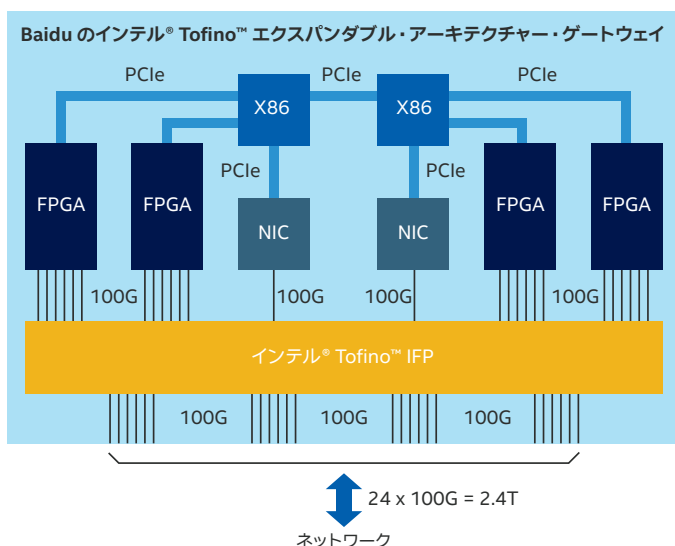 Baidu のインテル® Tofino™ エクスパンダブル・アーキテクチャー・ゲートウェイ
PCIe PCIe PCIe
X86 X86
PCIe PCIe
FPGA FPGA FPGA FPGA
NIC NIC
100G 100G 100G 100G
インテル® Tofino™ IFP
100G 100G 100G
24 x 100G = 2.4T
ネットワーク